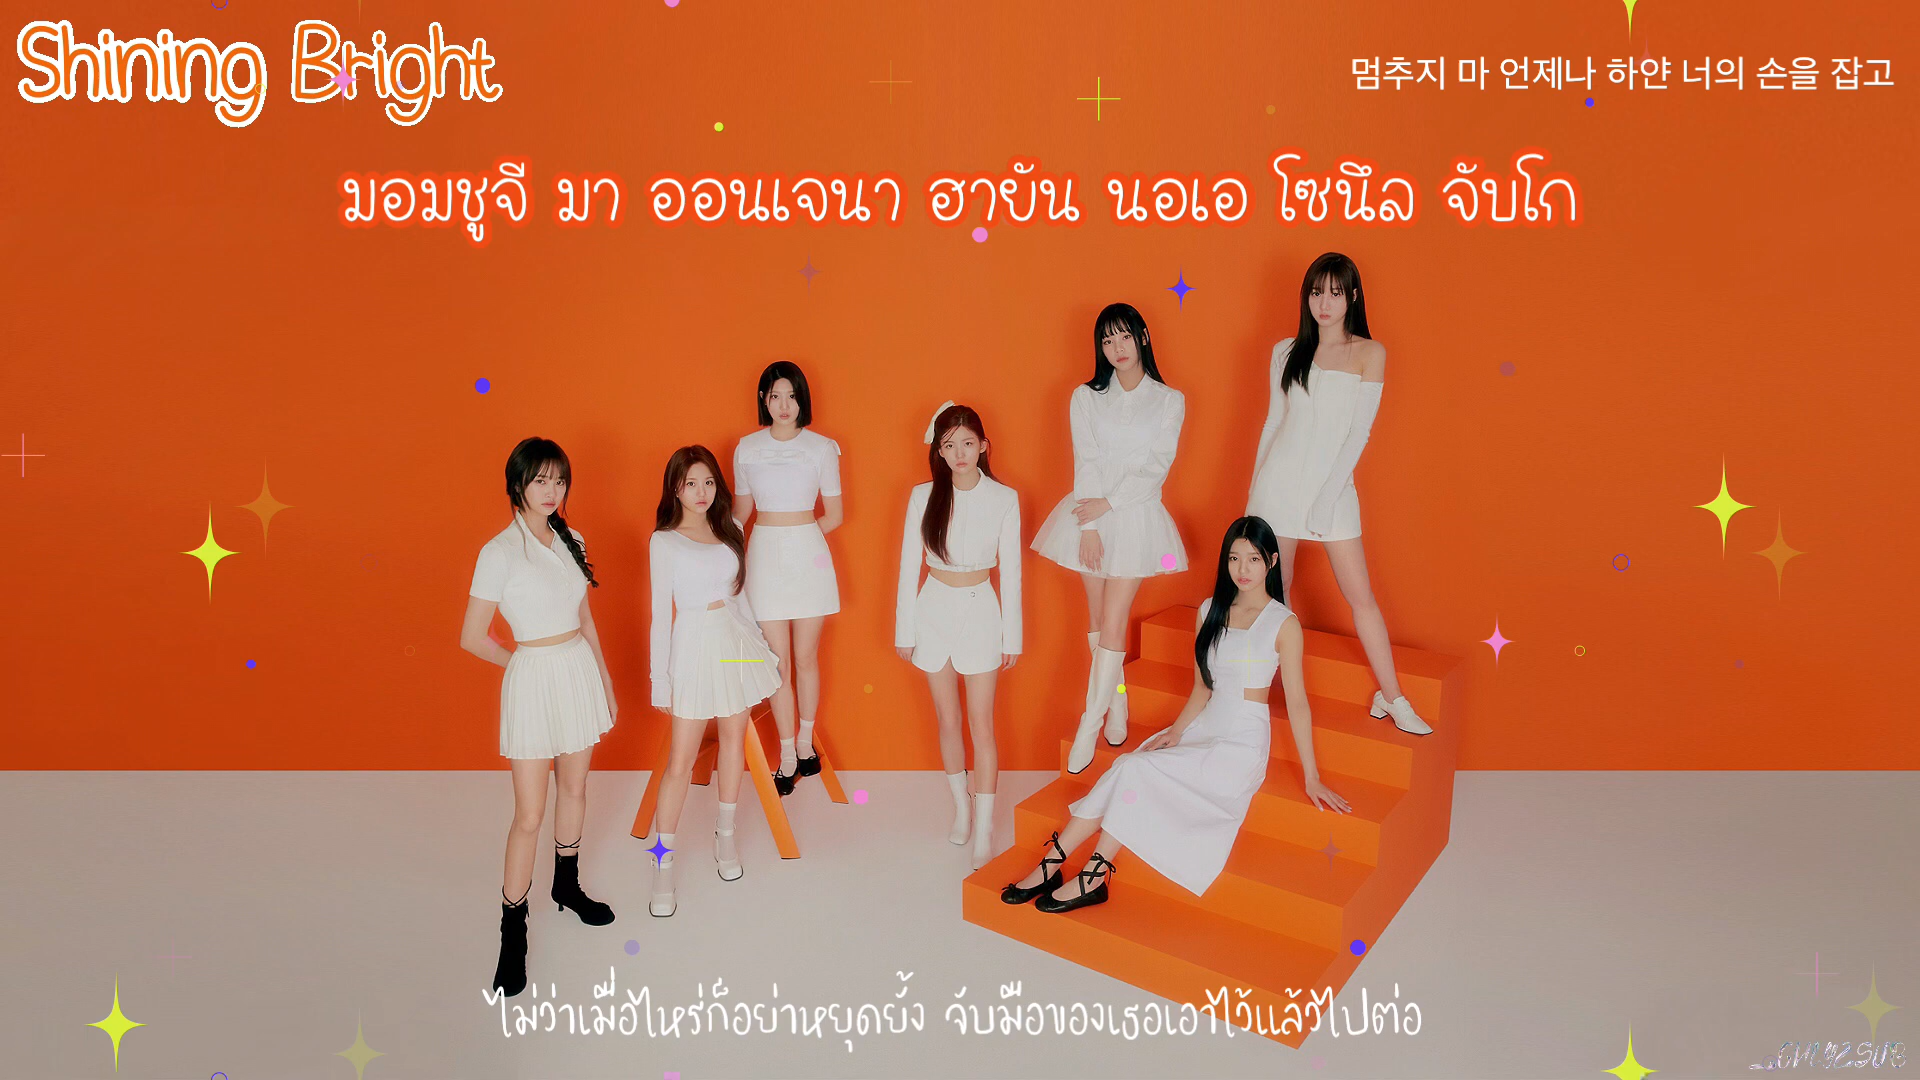 Shining Bright
멈추지 마 언제나 하얀 너의 손을 잡고
มอมชูจี มา ออนเจนา ฮายัน นอเอ โซนึล จับโก
ไม่ว่าเมื่อไหร่ก็อย่าหยุดยั้ง จับมือของเธอเอาไว้แล้วไปต่อ